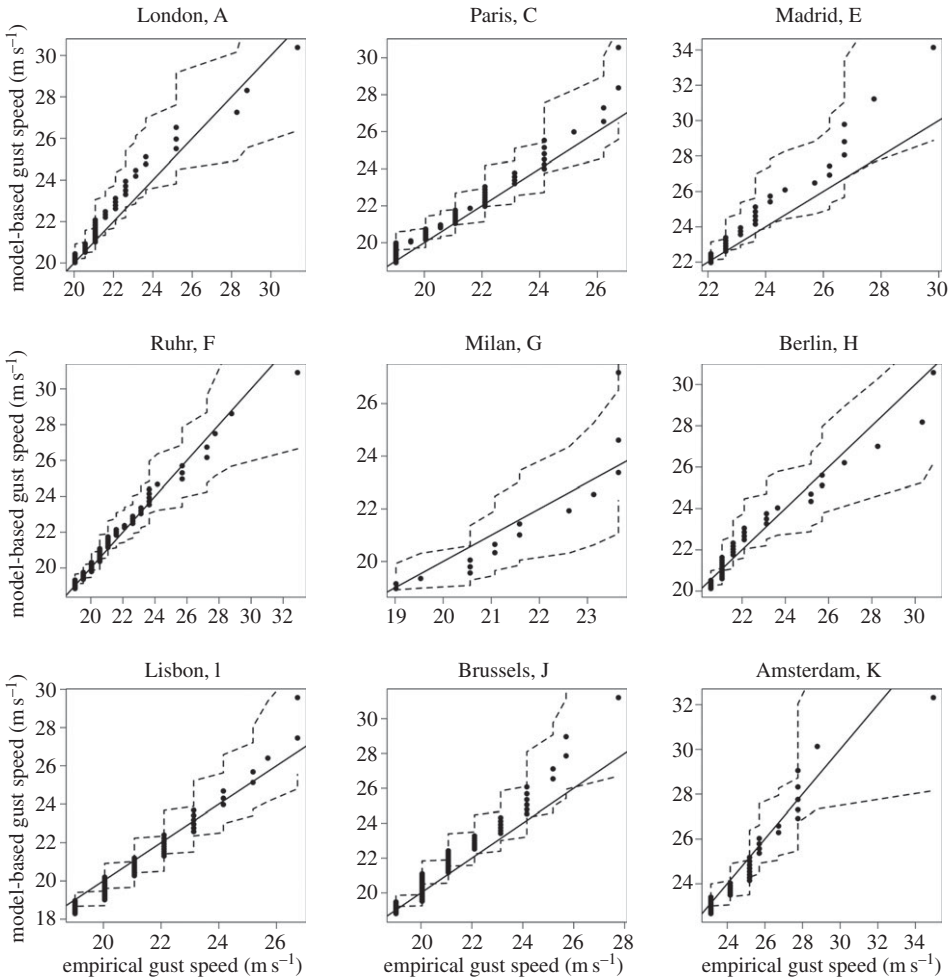 London, A
Paris, C
Madrid, E
model-based gust speed (m s⁻¹)
30
28
26
24
22
20
20 22 24 26 28 30
30
28
26
24
22
20
20 22 24 26
34
32
30
28
26
24
22
22 24 26 28 30
Ruhr, F
Milan, G
Berlin, H
model-based gust speed (m s⁻¹)
30
28
26
24
22
20
20 22 24 26 28 30 32
26
24
22
20
19 20 21 22 23
30
28
26
24
22
20
22 24 26 28 30
Lisbon, l
Brussels, J
Amsterdam, K
model-based gust speed (m s⁻¹)
30
28
26
24
22
20
18
20 22 24 26
30
28
26
24
22
20
20 22 24 26 28
32
30
28
26
24
24 26 28 30 32 34
empirical gust speed (m s⁻¹)
empirical gust speed (m s⁻¹)
empirical gust speed (m s⁻¹)